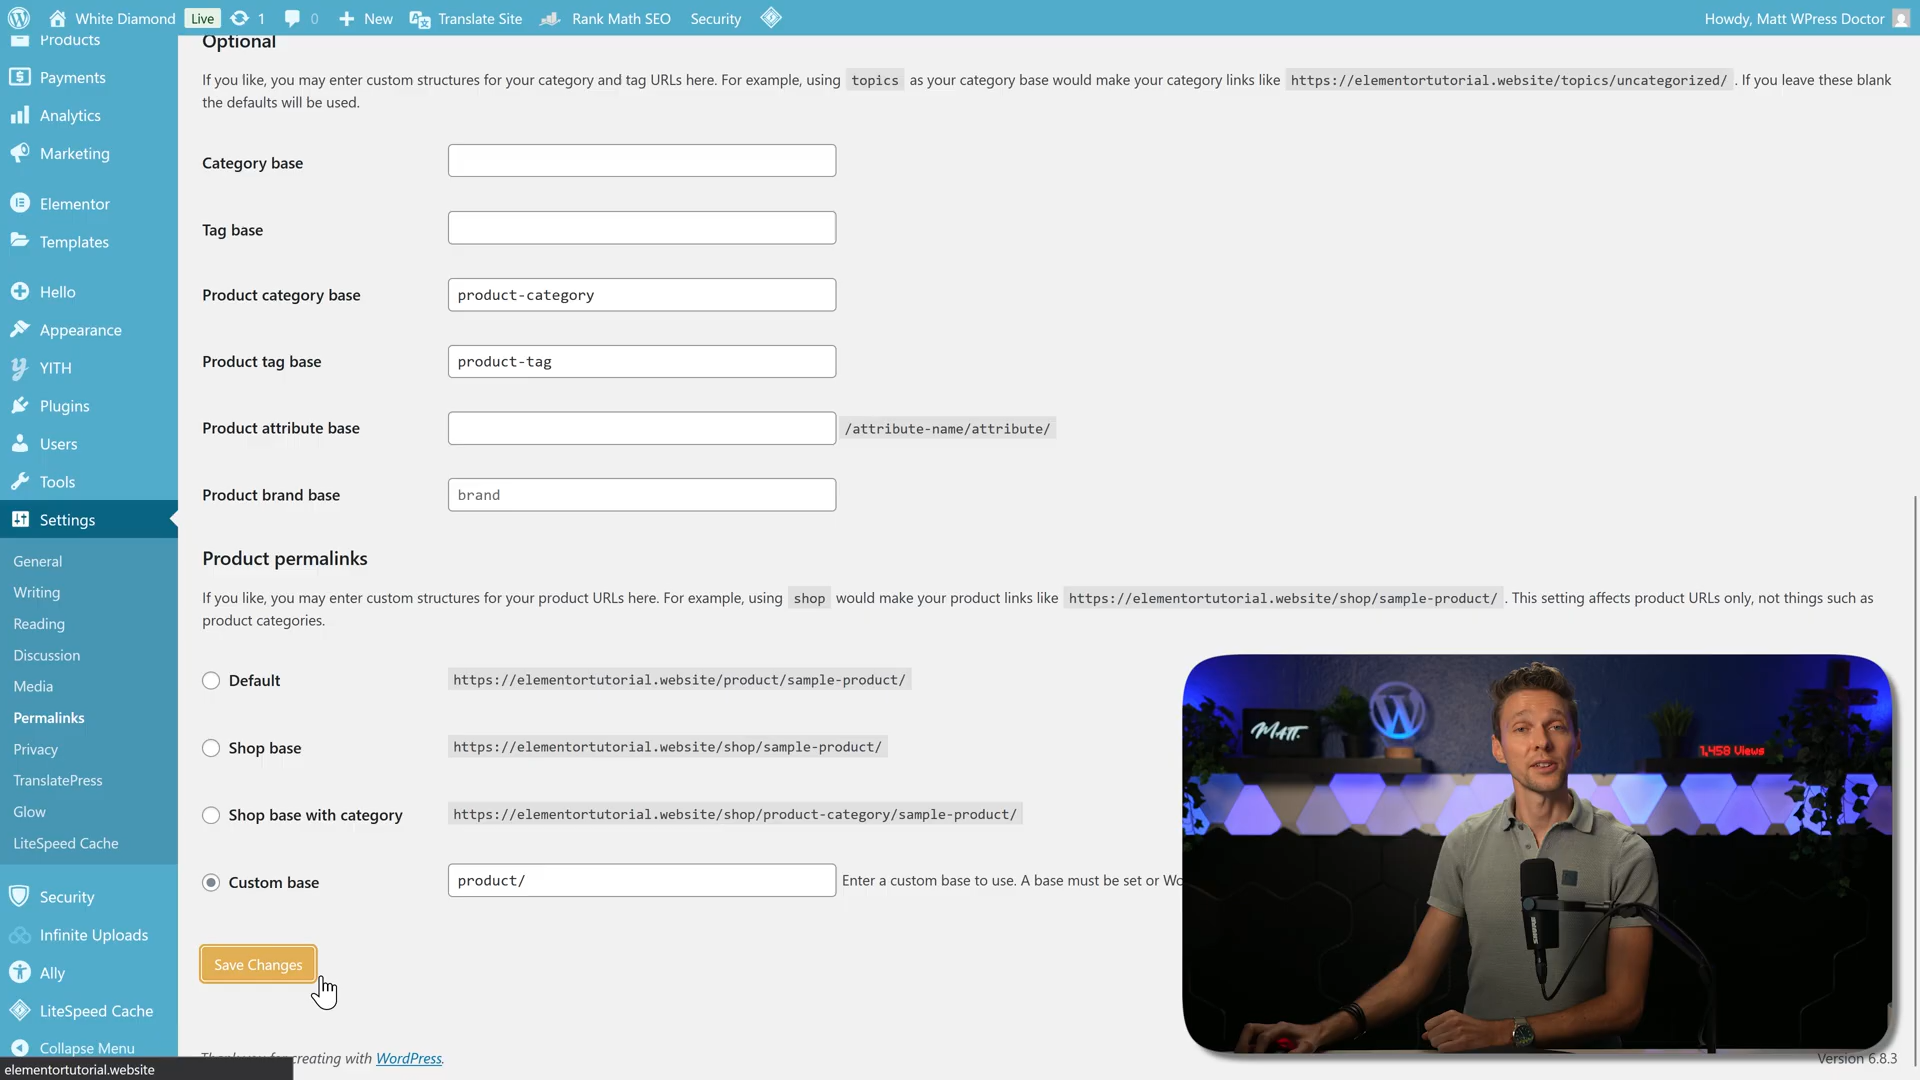 White Diamond
Live
1
0
New
Translate Site
Rank Math SEO
Security
Howdy, Matt WPress Doctor
Products
Payments
Analytics
Marketing
Elementor
Templates
Hello
Appearance
YITH
Plugins
Users
Tools
Settings
General
Writing
Reading
Discussion
Media
Permalinks
Privacy
TranslatePress
Glow
LiteSpeed Cache
Security
Infinite Uploads
Ally
LiteSpeed Cache
Collapse Menu
elementortutorial.website
Optional
If you like, you may enter custom structures for your category and tag URLs here. For example, using topics as your category base would make your category links like https://elementortutorial.website/topics/uncategorized/ . If you leave these blank
the defaults will be used.
Category base
Tag base
Product category base product-category
Product tag base product-tag
Product attribute base /attribute-name/attribute/
Product brand base brand
Product permalinks
If you like, you may enter custom structures for your product URLs here. For example, using shop would make your product links like https://elementortutorial.website/shop/sample-product/ . This setting affects product URLs only, not things such as
product categories.
Default https://elementortutorial.website/product/sample-product/
Shop base https://elementortutorial.website/shop/sample-product/
Shop base with category https://elementortutorial.website/shop/product-category/sample-product/
Custom base product/ Enter a custom base to use. A base must be set or Wo
Save Changes
MATT.
1,458 Views
SHURE
creating with WordPress.
Version 6.8.3